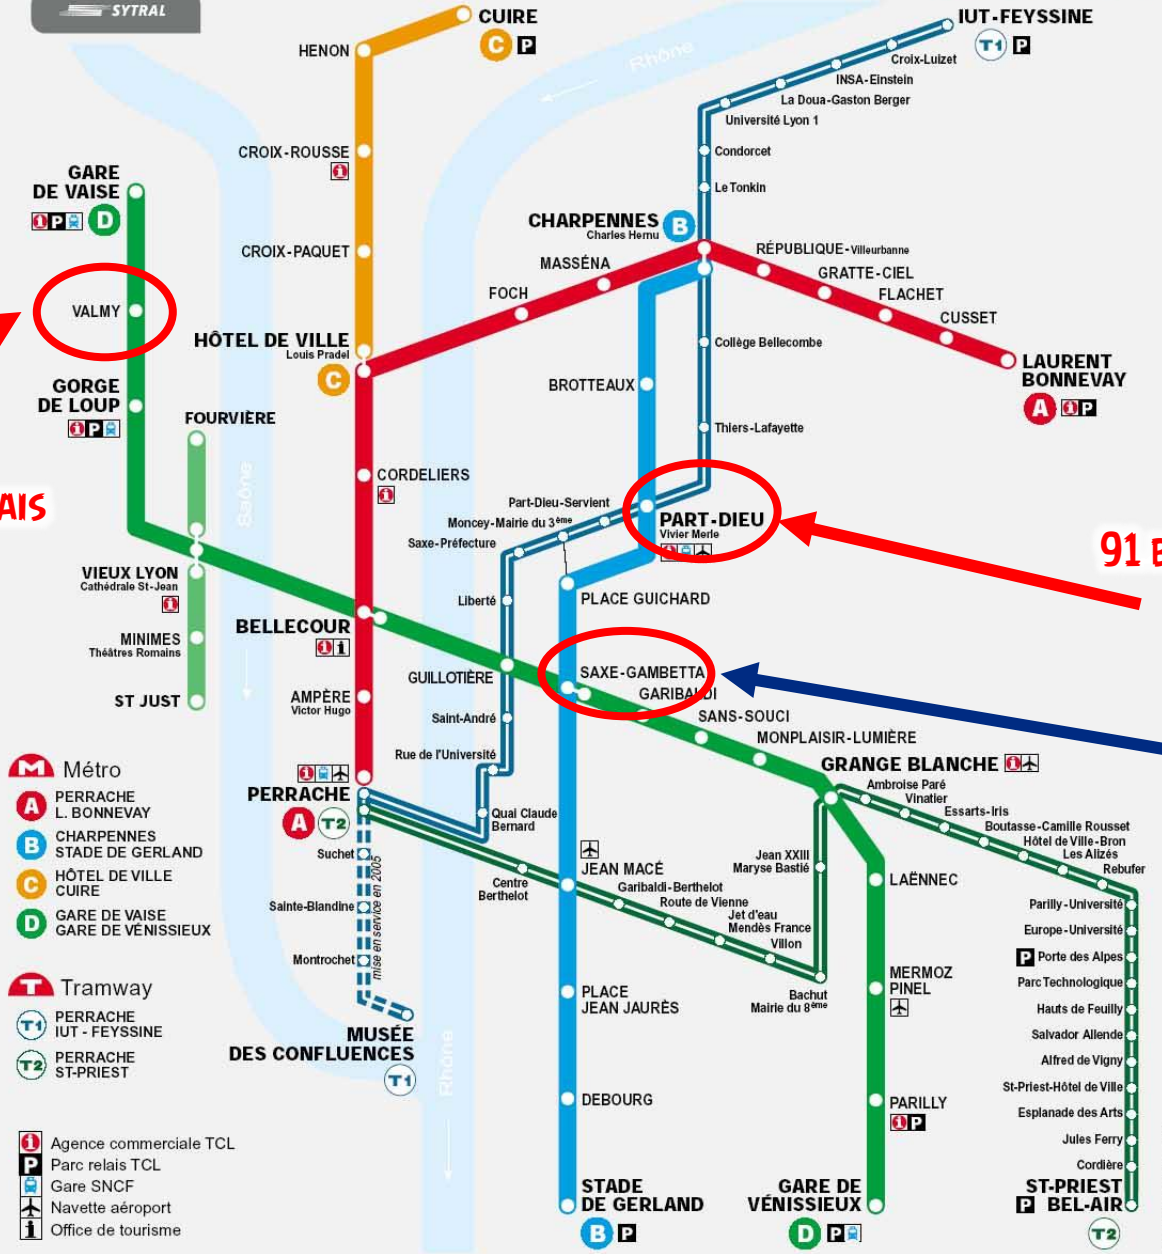 SYTRAL
CUIRE
C P
HENON
CROIX-ROUSSE
CROIX-PAQUET
HÔTEL DE VILLE
Louis Pradel
C
IUT-FEYSSINE
T1 P
Croix-Luizet
INSA-Einstein
La Doua-Gaston Berger
Université Lyon 1
Condorcet
Le Tonkin
Rhône
GARE
DE VAISE
P D
VALMY
GORGE
DE LOUP
P
FOURVIÈRE
Saône
CHARPENNES B
Charles Hernu
MASSÉNA
FOCH
RÉPUBLIQUE-Villeurbanne
GRATTE-CIEL
FLACHET
CUSSET
LAURENT
BONNEVAY
A P
Collège Bellecombe
BROTTEAUX
Thiers-Lafayette
CORDELIERS
AIS
Part-Dieu-Servient
Moncey-Mairie du 3ème
Saxe-Préfecture
PART-DIEU
Vivier Merle
91
VIEUX LYON
Cathédrale St-Jean
MINIMES
Théâtres Romains
ST JUST
BELLECOUR
Liberté
PLACE GUICHARD
GUILLOTIÈRE
SAXE-GAMBETTA
GARIBALDI
AMPÈRE
Victor Hugo
Saint-André
Rue de l'Université
SANS-SOUCI
MONPLAISIR-LUMIÈRE
GRANGE BLANCHE
PERRACHE
A T2
Quai Claude
Bernard
Ambroise Paré
Vinatier
Essarts-Iris
Boutasse-Camille Rousset
Hôtel de Ville-Bron
Les Alizés
Rebufer
Suchet
Sainte-Blandine
Montrochet
mise en service en 2005
MUSÉE
DES CONFLUENCES
T1
Centre
Berthelot
JEAN MACÉ
Garibaldi-Berthelot
Route de Vienne
Jet d'eau
Mendès France
Villon
Jean XXIII
Maryse Bastié
Bachut
Mairie du 8ème
LAËNNEC
MERMOZ
PINEL
PARILLY
P
GARE DE
VÉNISSIEUX
D P
PLACE
JEAN JAURÈS
DEBOURG
STADE
DE GERLAND
B P
Rhône
Parilly-Université
Europe-Université
P Porte des Alpes
Parc Technologique
Hauts de Feuilly
Salvador Allende
Alfred de Vigny
St-Priest-Hôtel de Ville
Esplanade des Arts
Jules Ferry
Cordière
ST-PRIEST
P BEL-AIR
T2
M Métro
A PERRACHE
L. BONNEVAY
B CHARPENNES
STADE DE GERLAND
C HÔTEL DE VILLE
CUIRE
D GARE DE VAISE
GARE DE VÉNISSIEUX
T Tramway
T1 PERRACHE
IUT - FEYSSINE
T2 PERRACHE
ST-PRIEST
Agence commerciale TCL
P Parc relais TCL
Gare SNCF
Navette aéroport
Office de tourisme